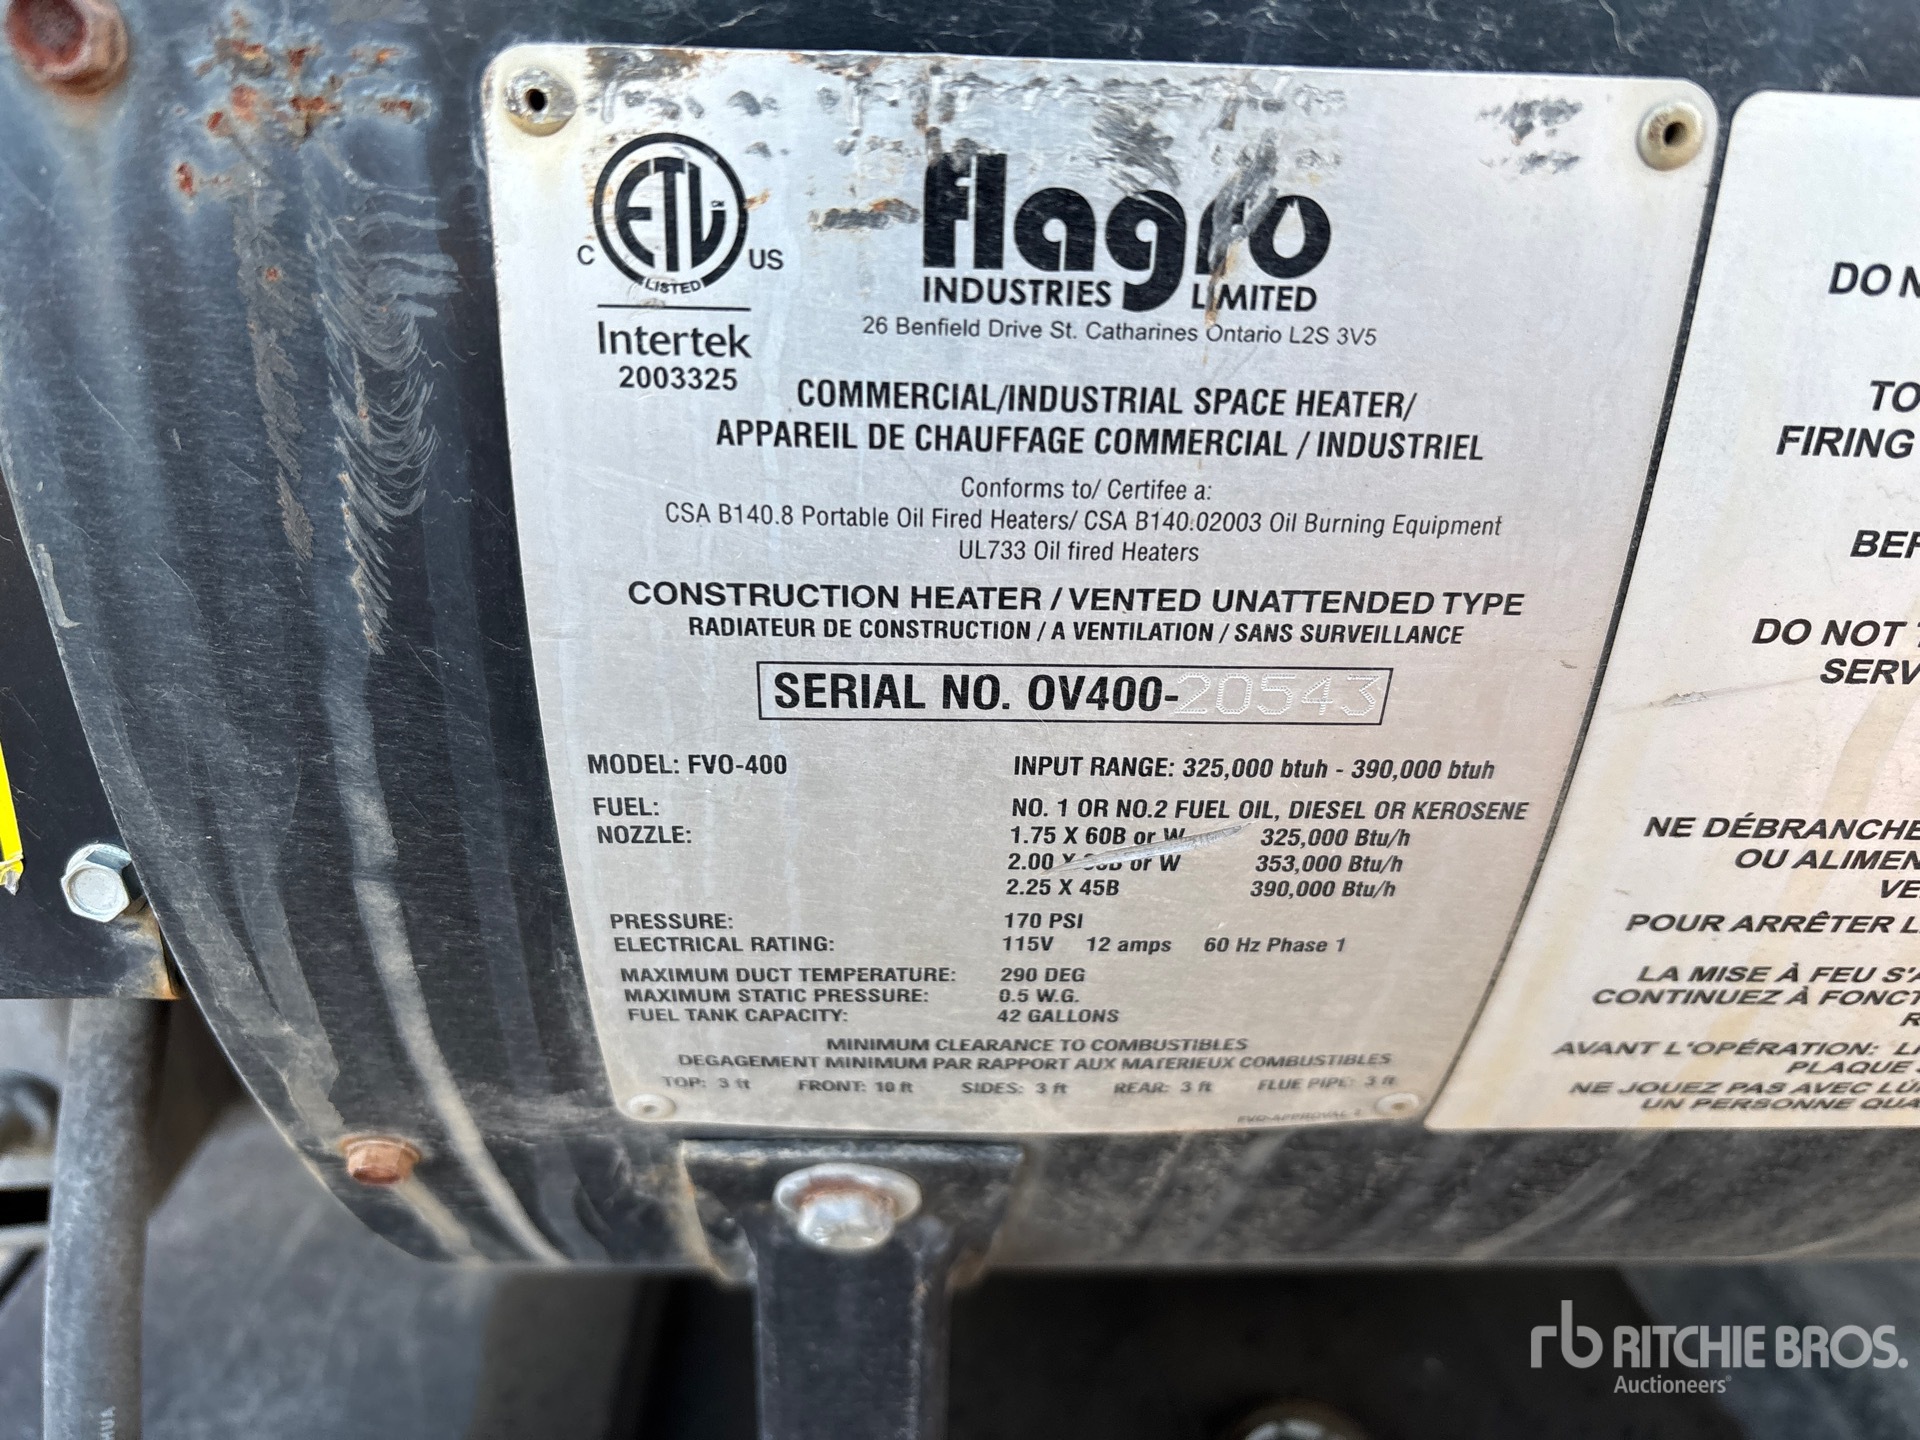 ETL
CM
LISTED
C
US
Intertek
2003325
flagro
INDUSTRIES LIMITED
26 Benfield Drive St. Catharines Ontario L2S 3V5
COMMERCIAL/INDUSTRIAL SPACE HEATER/
APPAREIL DE CHAUFFAGE COMMERCIAL / INDUSTRIEL
Conforms to/ Certifee a:
CSA B140.8 Portable Oil Fired Heaters/ CSA B140.02003 Oil Burning Equipment
UL733 Oil fired Heaters
CONSTRUCTION HEATER / VENTED UNATTENDED TYPE
RADIATEUR DE CONSTRUCTION / A VENTILATION / SANS SURVEILLANCE
SERIAL NO. OV400-20543
MODEL: FVO-400 INPUT RANGE: 325,000 btuh - 390,000 btuh
FUEL: NO. 1 OR NO.2 FUEL OIL, DIESEL OR KEROSENE
NOZZLE: 1.75 X 60B or W 325,000 Btu/h
2.00 X or W 353,000 Btu/h
2.25 X 45B 390,000 Btu/h
PRESSURE: 170 PSI
ELECTRICAL RATING: 115V 12 amps 60 Hz Phase 1
MAXIMUM DUCT TEMPERATURE: 290 DEG
MAXIMUM STATIC PRESSURE: 0.5 W.G.
FUEL TANK CAPACITY: 42 GALLONS
MINIMUM CLEARANCE TO COMBUSTIBLES
DEGAGEMENT MINIMUM PAR RAPPORT AUX MATERIEUX COMBUSTIBLES
TOP: 3 ft FRONT: 10 ft SIDES: 3 ft REAR: 3 ft FLUE PIPE: 3 ft
DO N
TO
FIRING
BEF
DO NOT
SERV
NE DÉBRANCHE
OU ALIMEN
VE
POUR ARRÊTER L
LA MISE À FEU S'A
CONTINUEZ À FONCT
R
AVANT L'OPÉRATION: LI
PLAQUE
NE JOUEZ PAS AVEC LÚ
UN PERSONNE QUA
rb RITCHIE BROS.
Auctioneers